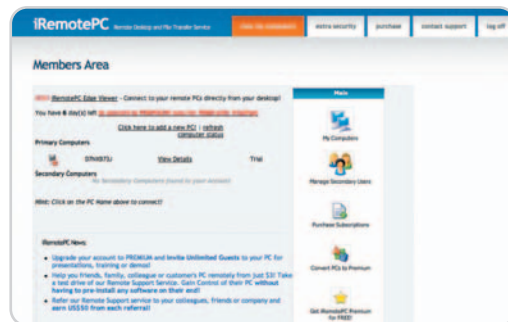 iRemotePC Remote Desktop and File Transfer Service
extra security
purchase
contact support
log off
Members Area
iRemotePC Edge Viewer - Connect to your remote PCs directly from your desktop!
You have 6 day(s) left
Click here to add a new PC! | refresh
computer status
Primary Computers
View Details Trial
Secondary Computers
No Secondary Computers found in your account
Hint: Click on the PC Name above to connect!
RemotePC News:
Upgrade your account to PREMIUM and Invite Unlimited Guests to your PC for
presentations, training or demos!
Help you friends, family, colleague or customer's PC remotely from just $3! Take
a test drive of our Remote Support Service. Gain Control of their PC without
having to pre-install any software on their end!
Refer our Remote Support service to your colleagues, friends or company and
earn US$50 from each referral!
Main
My Computers
Manage Secondary Users
Purchase Subscriptions
Convert PCs to Premium
Get iRemotePC Premium
for FREE!